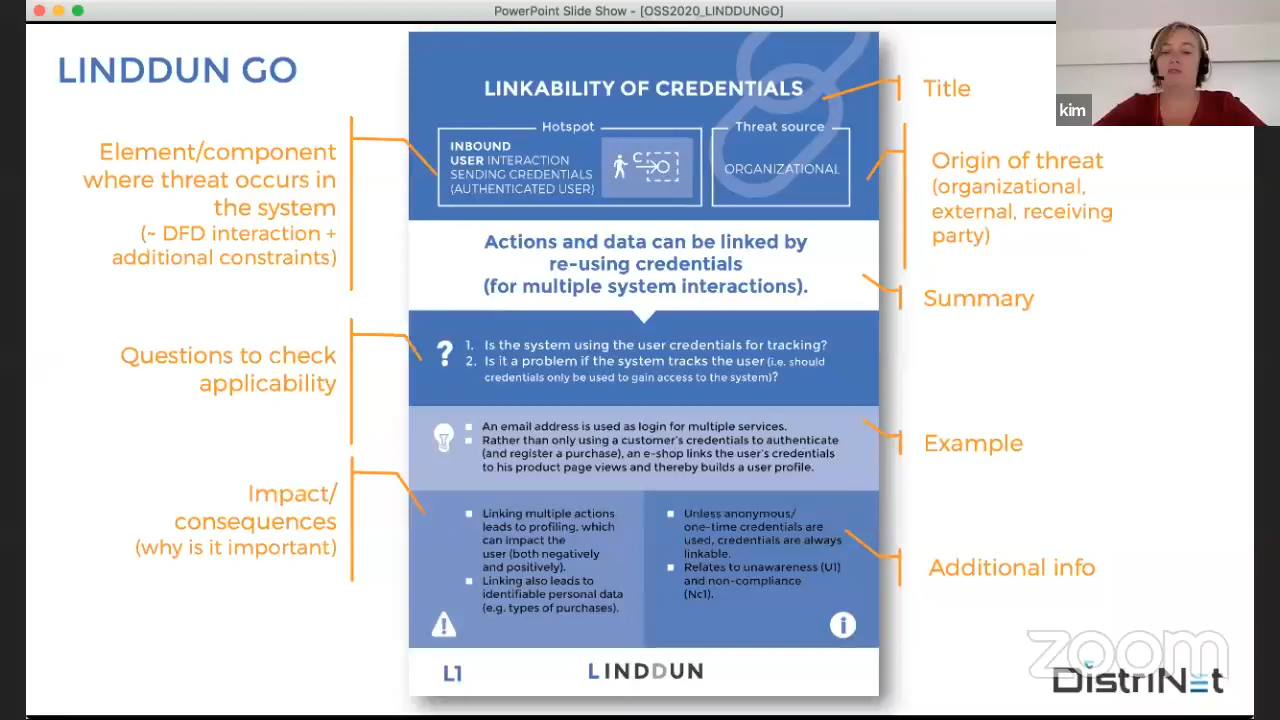 PowerPoint Slide Show - [OSS2020_LINDDUNGO]
kim
LINDDUN GO
Element/component
where threat occurs in
the system
(~ DFD interaction +
additional constraints)
Questions to check
applicability
Impact/
consequences
(why is it important)
LINKABILITY OF CREDENTIALS
Hotspot
INBOUND
USER INTERACTION
SENDING CREDENTIALS
(AUTHENTICATED USER)
C
Threat source
ORGANIZATIONAL
Actions and data can be linked by
re-using credentials
(for multiple system interactions).
?
1. Is the system using the user credentials for tracking?
2. Is it a problem if the system tracks the user (i.e. should
credentials only be used to gain access to the system)?
An email address is used as login for multiple services.
Rather than only using a customer's credentials to authenticate
(and register a purchase), an e-shop links the user's credentials
to his product page views and thereby builds a user profile.
Linking multiple actions
leads to profiling, which
can impact the
user (both negatively
and positively).
Linking also leads to
identifiable personal data
(e.g. types of purchases).
Unless anonymous/
one-time credentials are
used, credentials are always
linkable.
Relates to unawareness (U1)
and non-compliance
(Nc1).
L1
LINDDUN
Title
Origin of threat
(organizational,
external, receiving
party)
Summary
Example
Additional info
zoom
DistriNet